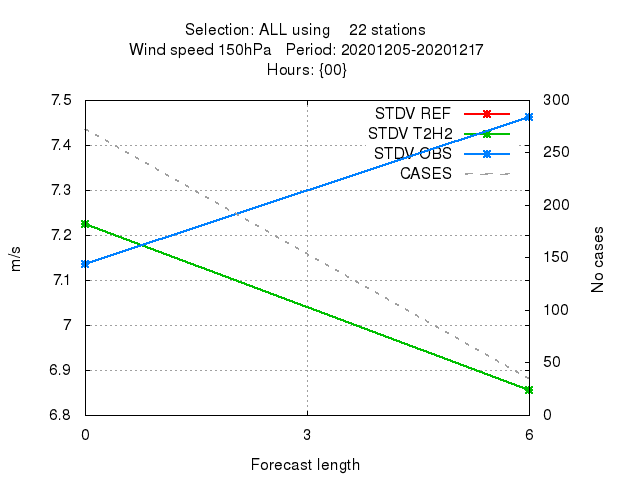 Selection: ALL using    22 stations
Wind speed 150hPa   Period: 20201205-20201217
Hours: {00}
7.5
7.4
7.3
7.2
7.1
7
6.9
6.8
m/s
300
250
200
150
100
50
0
No cases
STDV REF
STDV T2H2
STDV OBS
CASES
0 3 6
Forecast length